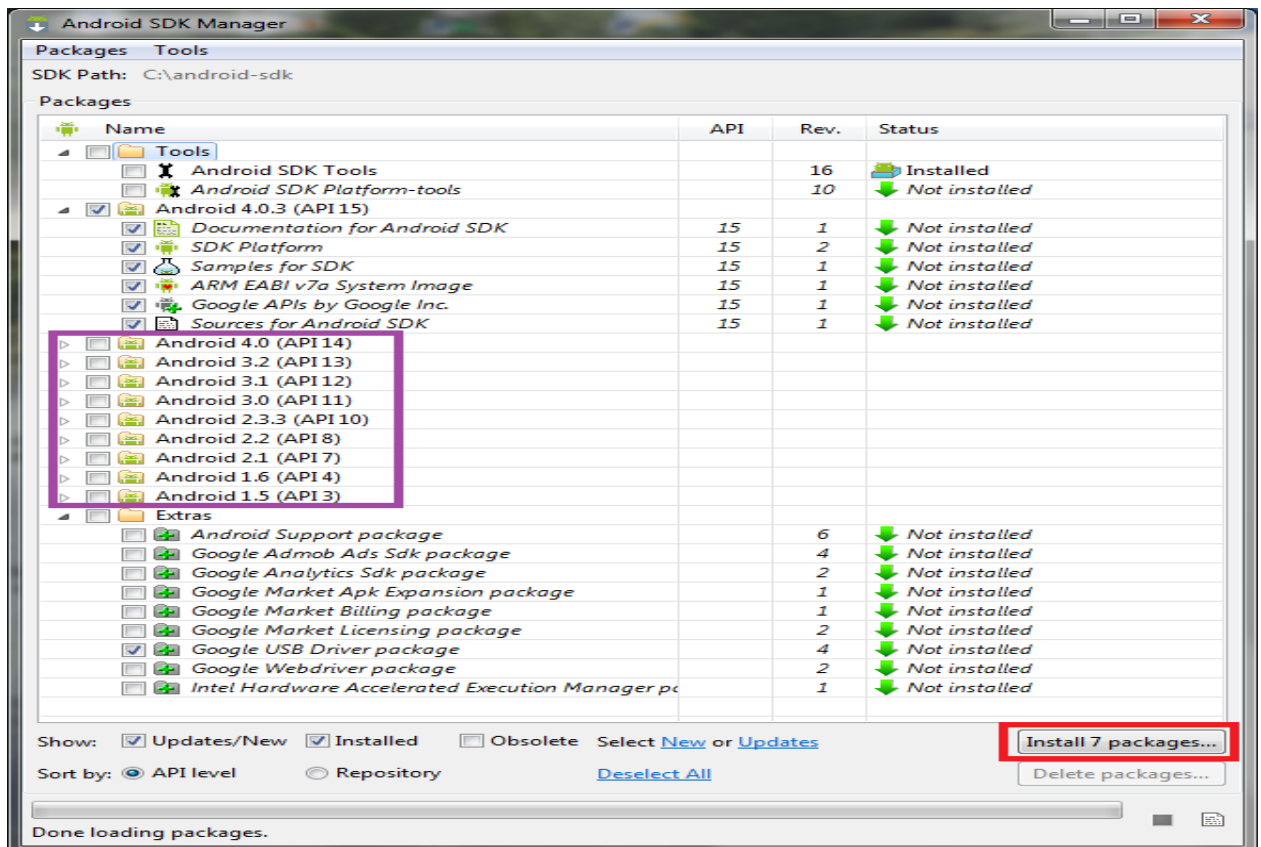 Android SDK Manager
Packages Tools
SDK Path: C:\android-sdk
Packages
Name API Rev. Status
Tools
Android SDK Tools 16 Installed
Android SDK Platform-tools 10 Not installed
Android 4.0.3 (API 15)
Documentation for Android SDK 15 1 Not installed
SDK Platform 15 2 Not installed
Samples for SDK 15 1 Not installed
ARM EABI v7a System Image 15 1 Not installed
Google APIs by Google Inc. 15 1 Not installed
Sources for Android SDK 15 1 Not installed
Android 4.0 (API 14)
Android 3.2 (API 13)
Android 3.1 (API 12)
Android 3.0 (API 11)
Android 2.3.3 (API 10)
Android 2.2 (API 8)
Android 2.1 (API 7)
Android 1.6 (API 4)
Android 1.5 (API 3)
Extras
Android Support package 6 Not installed
Google Admob Ads Sdk package 4 Not installed
Google Analytics Sdk package 2 Not installed
Google Market Apk Expansion package 1 Not installed
Google Market Billing package 1 Not installed
Google Market Licensing package 2 Not installed
Google USB Driver package 4 Not installed
Google Webdriver package 2 Not installed
Intel Hardware Accelerated Execution Manager pa 1 Not installed
Show: Updates/New Installed Obsolete Select New or Updates Install 7 packages...
Sort by: API level Repository Deselect All Delete packages...
Done loading packages.